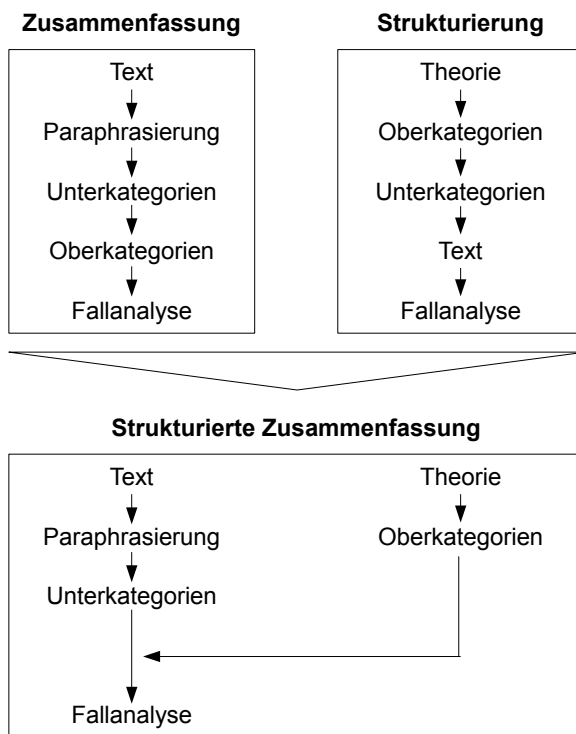 Zusammenfassung
Text
Paraphrasierung
Unterkategorien
Oberkategorien
Fallanalyse
Strukturierung
Theorie
Oberkategorien
Unterkategorien
Text
Fallanalyse
Strukturierte Zusammenfassung
Text
Paraphrasierung
Unterkategorien
Theorie
Oberkategorien
Fallanalyse